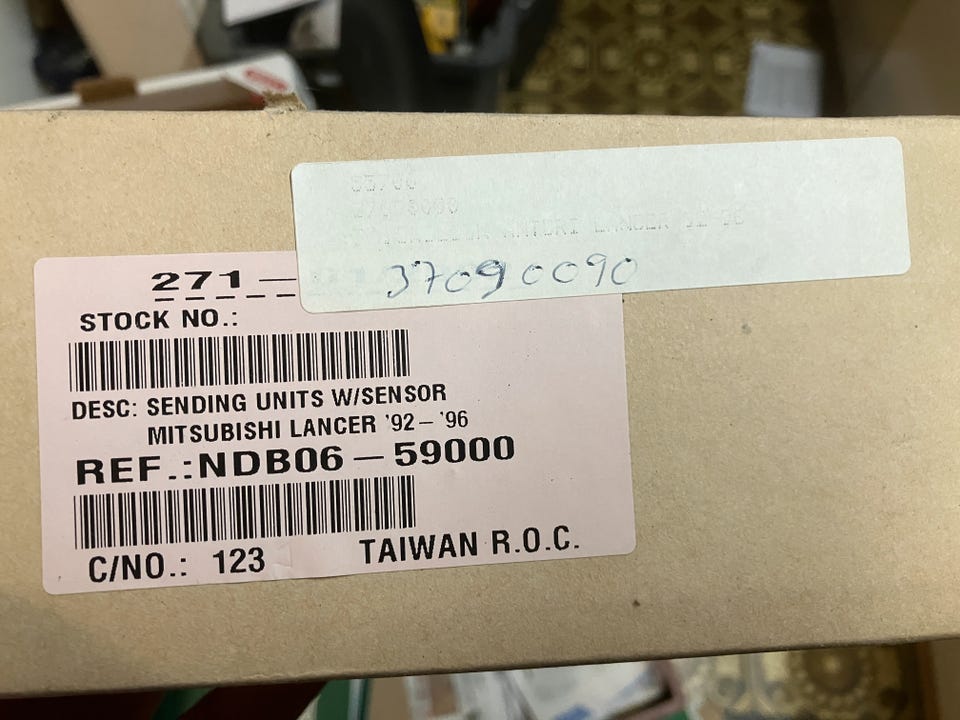 37090090
271-
STOCK NO.:
DESC: SENDING UNITS W/SENSOR
MITSUBISHI LANCER '92-'96
REF.:NDB06-59000
C/NO.: 123
TAIWAN R.O.C.